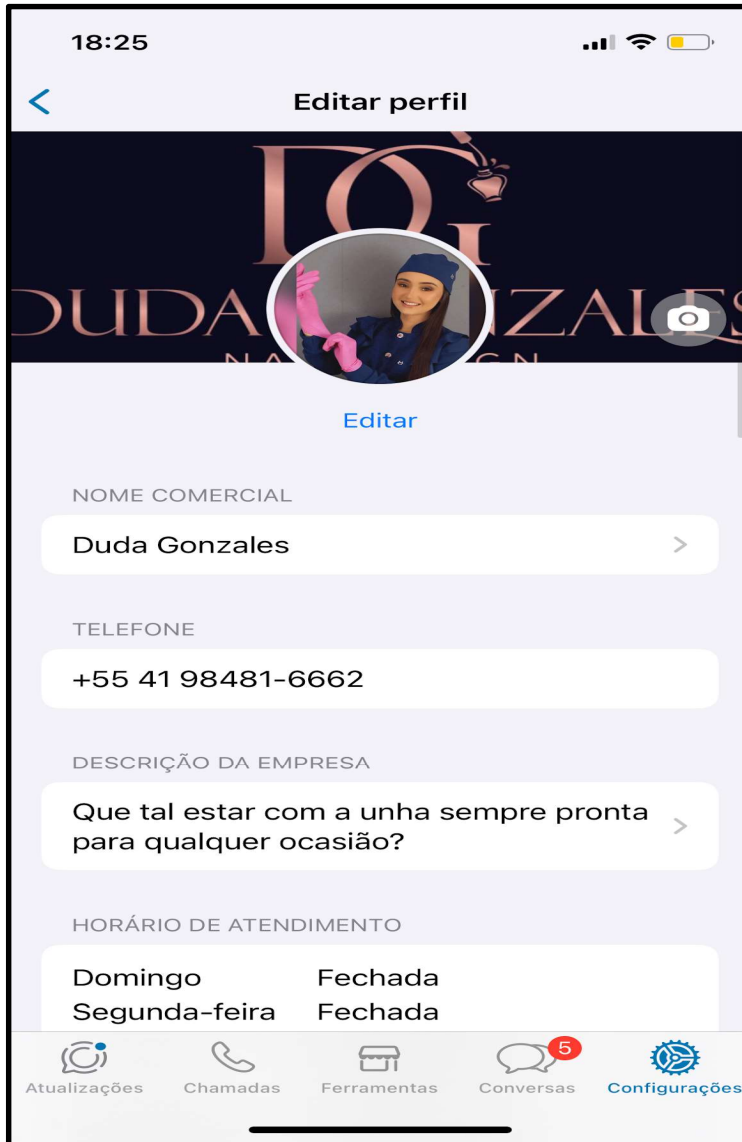 18:25
Editar perfil
DG
DUDA NZALES
NA GN
Editar
NOME COMERCIAL
Duda Gonzales
TELEFONE
+55 41 98481-6662
DESCRIÇÃO DA EMPRESA
Que tal estar com a unha sempre pronta
para qualquer ocasião?
HORÁRIO DE ATENDIMENTO
Domingo Fechada
Segunda-feira Fechada
5
Atualizações Chamadas Ferramentas Conversas Configurações